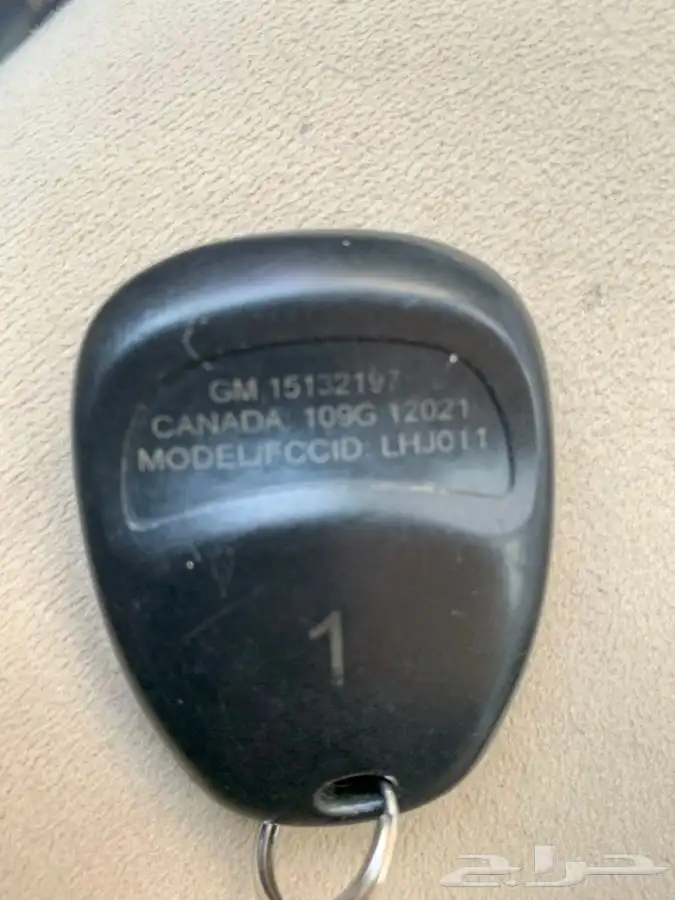 GM 15132197
CANADA: 109G 12021
MODEL/FCCID: LHJ011
1
حراج